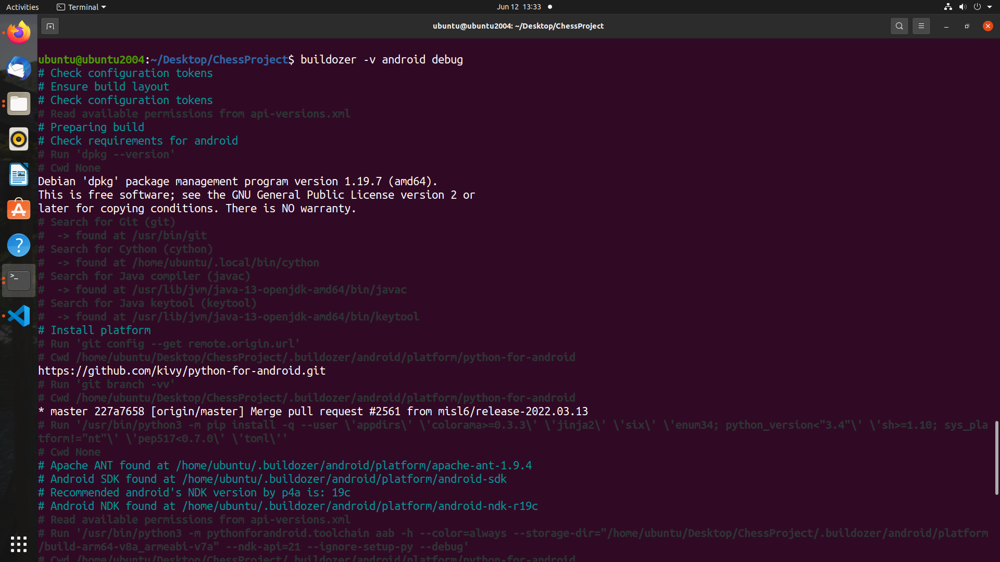 Activities Terminal Jun 12 13:33
ubuntu@ubuntu2004: ~/Desktop/ChessProject
ubuntu@ubuntu2004:~/Desktop/ChessProject$ buildozer -v android debug
# Check configuration tokens
# Ensure build layout
# Check configuration tokens
# Read available permissions from api-versions.xml
# Preparing build
# Check requirements for android
# Run 'dpkg --version'
# Cwd None
Debian 'dpkg' package management program version 1.19.7 (amd64).
This is free software; see the GNU General Public License version 2 or
later for copying conditions. There is NO warranty.
# Search for Git (git)
#  -> found at /usr/bin/git
# Search for Cython (cython)
#  -> found at /home/ubuntu/.local/bin/cython
# Search for Java compiler (javac)
#  -> found at /usr/lib/jvm/java-13-openjdk-amd64/bin/javac
# Search for Java keytool (keytool)
#  -> found at /usr/lib/jvm/java-13-openjdk-amd64/bin/keytool
# Install platform
# Run 'git config --get remote.origin.url'
# Cwd /home/ubuntu/Desktop/ChessProject/.buildozer/android/platform/python-for-android
https://github.com/kivy/python-for-android.git
# Run 'git branch -vv'
# Cwd /home/ubuntu/Desktop/ChessProject/.buildozer/android/platform/python-for-android
* master 227a7658 [origin/master] Merge pull request #2561 from misl6/release-2022.03.13
# Run '/usr/bin/python3 -m pip install -q --user \'appdirs\' \'colorama>=0.3.3\' \'jinja2\' \'six\' \'enum34; python_version<"3.4"\' \'sh>=1.10; sys_pla
tform!="nt"\' \'pep517<0.7.0\' \'toml\''
# Cwd None
# Apache ANT found at /home/ubuntu/.buildozer/android/platform/apache-ant-1.9.4
# Android SDK found at /home/ubuntu/.buildozer/android/platform/android-sdk
# Recommended android's NDK version by p4a is: 19c
# Android NDK found at /home/ubuntu/.buildozer/android/platform/android-ndk-r19c
# Read available permissions from api-versions.xml
# Run '/usr/bin/python3 -m pythonforandroid.toolchain aab -h --color=always --storage-dir="/home/ubuntu/Desktop/ChessProject/.buildozer/android/platform
/build-arm64-v8a_armeabi-v7a" --ndk-api=21 --ignore-setup-py --debug'
# Cwd /home/ubuntu/Desktop/ChessProject/.buildozer/android/platform/python-for-android